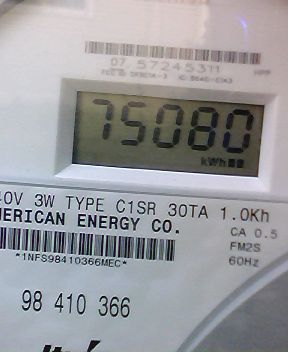 07 57245311
75080
kWh
40V 3W TYPE C1SR 30TA 1.0Kh
MERICAN ENERGY CO.
CA 0.5
FM2S
60Hz
*1NFS98410366MEC*
98 410 366